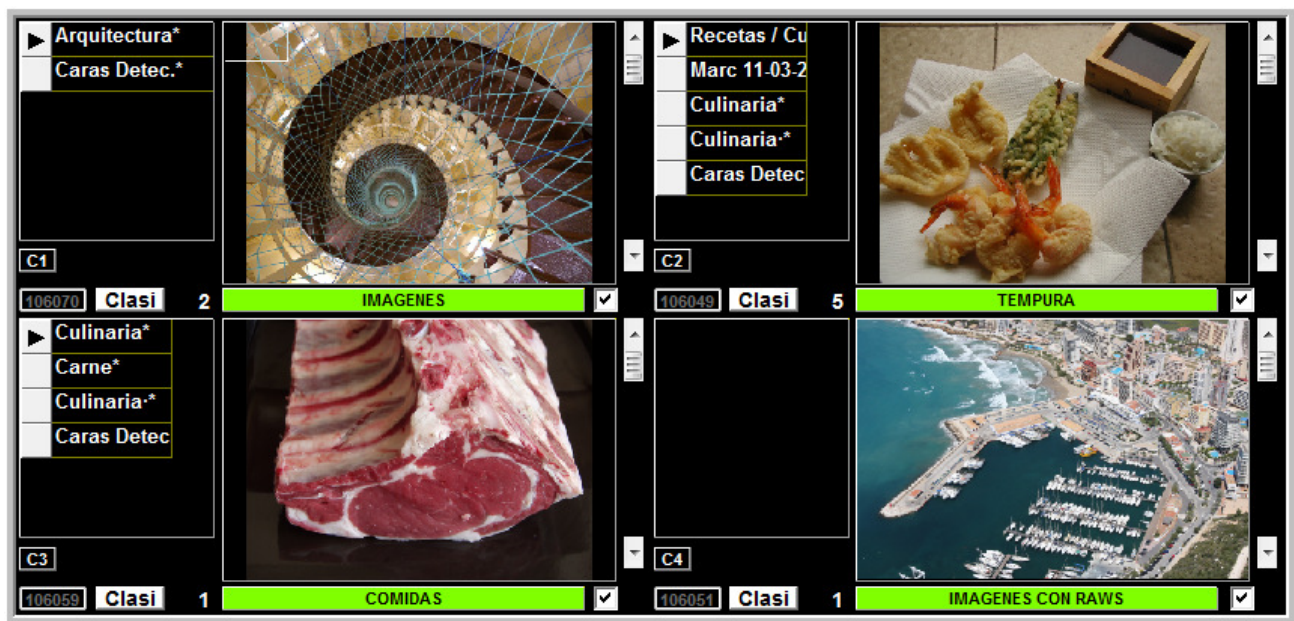 Arquitectura*
Caras Detec.*
C1
106070 Clasi 2 IMAGENES
Recetas / Cu
Marc 11-03-2
Culinaria*
Culinaria·*
Caras Detec
C2
106049 Clasi 5 TEMPURA
Culinaria*
Carne*
Culinaria·*
Caras Detec
C3
106059 Clasi 1 COMIDAS
C4
106051 Clasi 1 IMAGENES CON RAWS